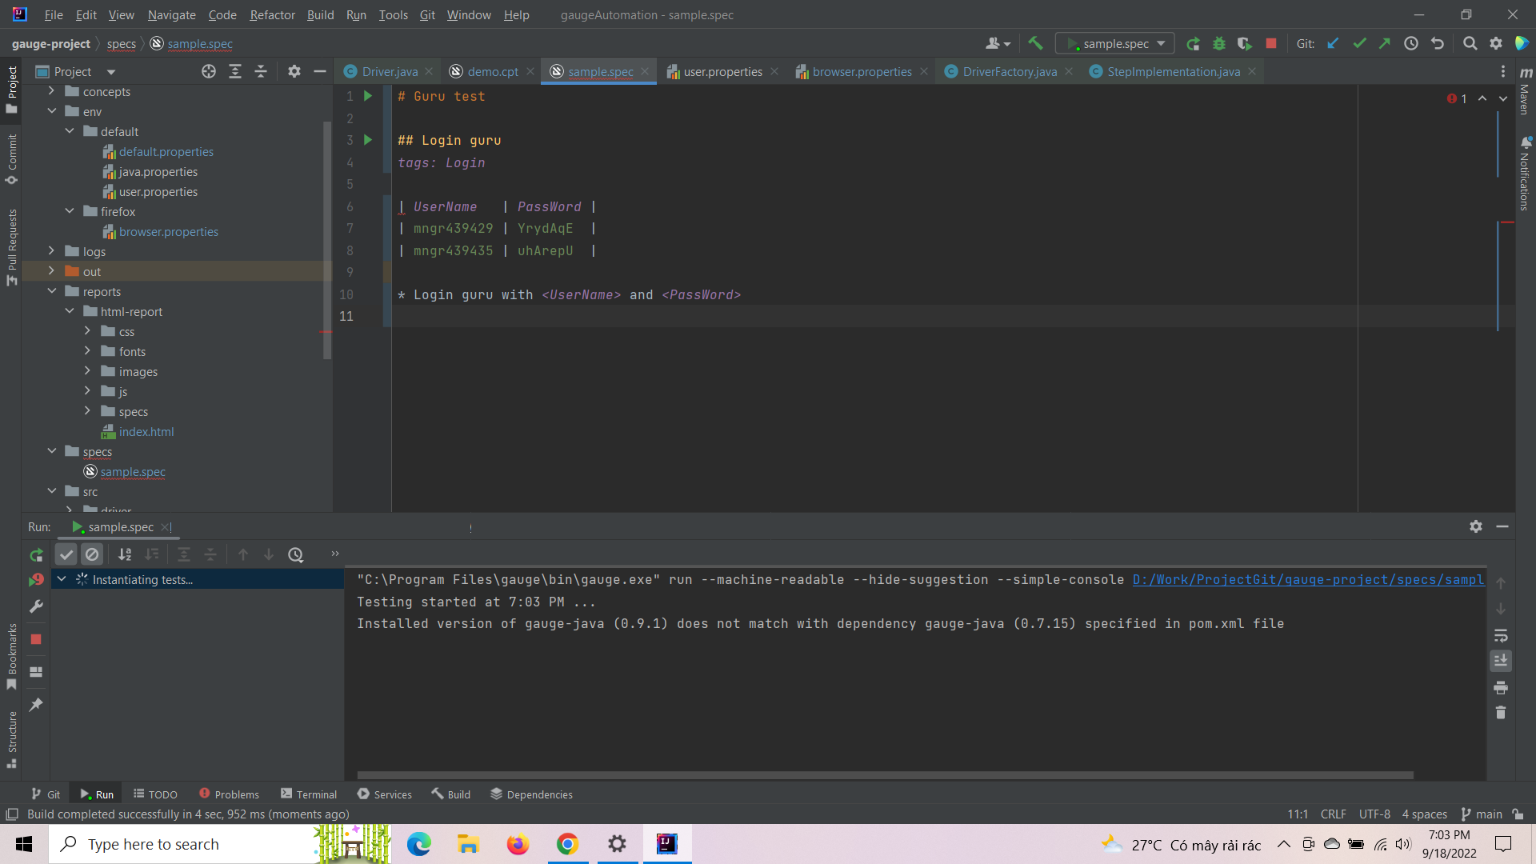 File Edit View Navigate Code Refactor Build Run Tools Git Window Help gaugeAutomation - sample.spec
gauge-project specs sample.spec
sample.spec Git:
Project
Driver.java demo.cpt sample.spec user.properties browser.properties DriverFactory.java StepImplementation.java
Project
Commit
Pull Requests
Bookmarks
Structure
Maven
Notifications
concepts
env
default
default.properties
java.properties
user.properties
firefox
browser.properties
logs
out
reports
html-report
css
fonts
images
js
specs
index.html
specs
sample.spec
src
driver
1 # Guru test
2
3 ## Login guru
4 tags: Login
5
6 | UserName | PassWord |
7 | mngr439429 | YrydAqE |
8 | mngr439435 | uhArepU |
9
10 * Login guru with <UserName> and <PassWord>
11
1
Run: sample.spec
Instantiating tests...
"C:\Program Files\gauge\bin\gauge.exe" run --machine-readable --hide-suggestion --simple-console D:/Work/ProjectGit/gauge-project/specs/sampl
Testing started at 7:03 PM ...
Installed version of gauge-java (0.9.1) does not match with dependency gauge-java (0.7.15) specified in pom.xml file
Git Run TODO Problems Terminal Services Build Dependencies
Build completed successfully in 4 sec, 952 ms (moments ago)
11:1 CRLF UTF-8 4 spaces main
Type here to search
27°C Có mây rải rác
7:03 PM
9/18/2022